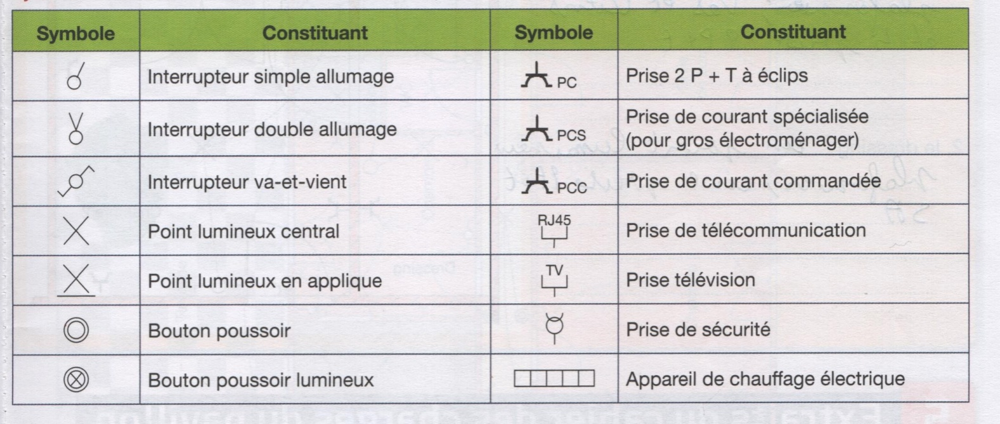 Symbole Constituant Symbole Constituant
Interrupteur simple allumage PC Prise 2 P + T à éclips
Interrupteur double allumage PCS Prise de courant spécialisée
(pour gros électroménager)
Interrupteur va-et-vient PCC Prise de courant commandée
Point lumineux central RJ45 Prise de télécommunication
Point lumineux en applique TV Prise télévision
Bouton poussoir Prise de sécurité
Bouton poussoir lumineux Appareil de chauffage électrique